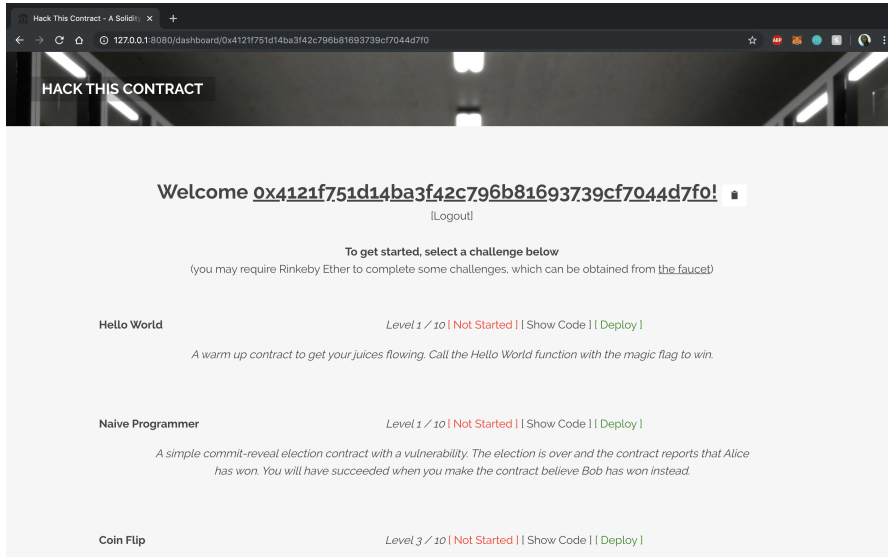 Hack This Contract - A Solidity
127.0.0.1:8080/dashboard/0x4121f751d14ba3f42c796b81693739cf7044d7f0
ABP
HACK THIS CONTRACT
Welcome 0x4121f751d14ba3f42c796b81693739cf7044d7f0!
[Logout]
To get started, select a challenge below
(you may require Rinkeby Ether to complete some challenges, which can be obtained from the faucet)
Hello World Level 1 / 10 [ Not Started ] [ Show Code ] [ Deploy ]
A warm up contract to get your juices flowing. Call the Hello World function with the magic flag to win.
Naive Programmer Level 1 / 10 [ Not Started ] [ Show Code ] [ Deploy ]
A simple commit-reveal election contract with a vulnerability. The election is over and the contract reports that Alice
has won. You will have succeeded when you make the contract believe Bob has won instead.
Coin Flip Level 3 / 10 [ Not Started ] [ Show Code ] [ Deploy ]